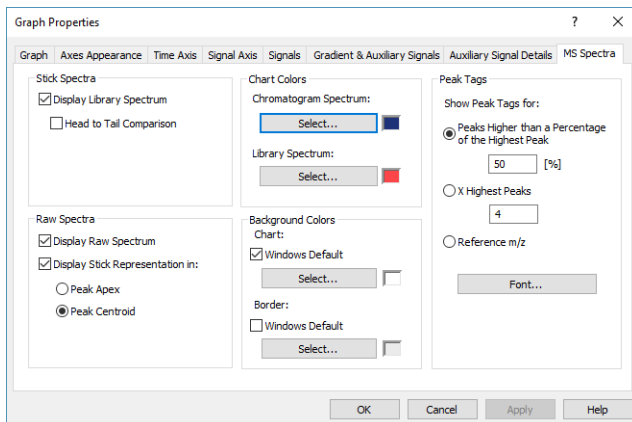 Graph Properties
?
Graph
Axes Appearance
Time Axis
Signal Axis
Signals
Gradient & Auxiliary Signals
Auxiliary Signal Details
MS Spectra
Stick Spectra
Display Library Spectrum
Head to Tail Comparison
Raw Spectra
Display Raw Spectrum
Display Stick Representation in:
Peak Apex
Peak Centroid
Chart Colors
Chromatogram Spectrum:
Select...
Library Spectrum:
Select...
Background Colors
Chart:
Windows Default
Select...
Border:
Windows Default
Select...
Peak Tags
Show Peak Tags for:
Peaks Higher than a Percentage
of the Highest Peak
50 [%]
X Highest Peaks
4
Reference m/z
Font...
OK
Cancel
Apply
Help